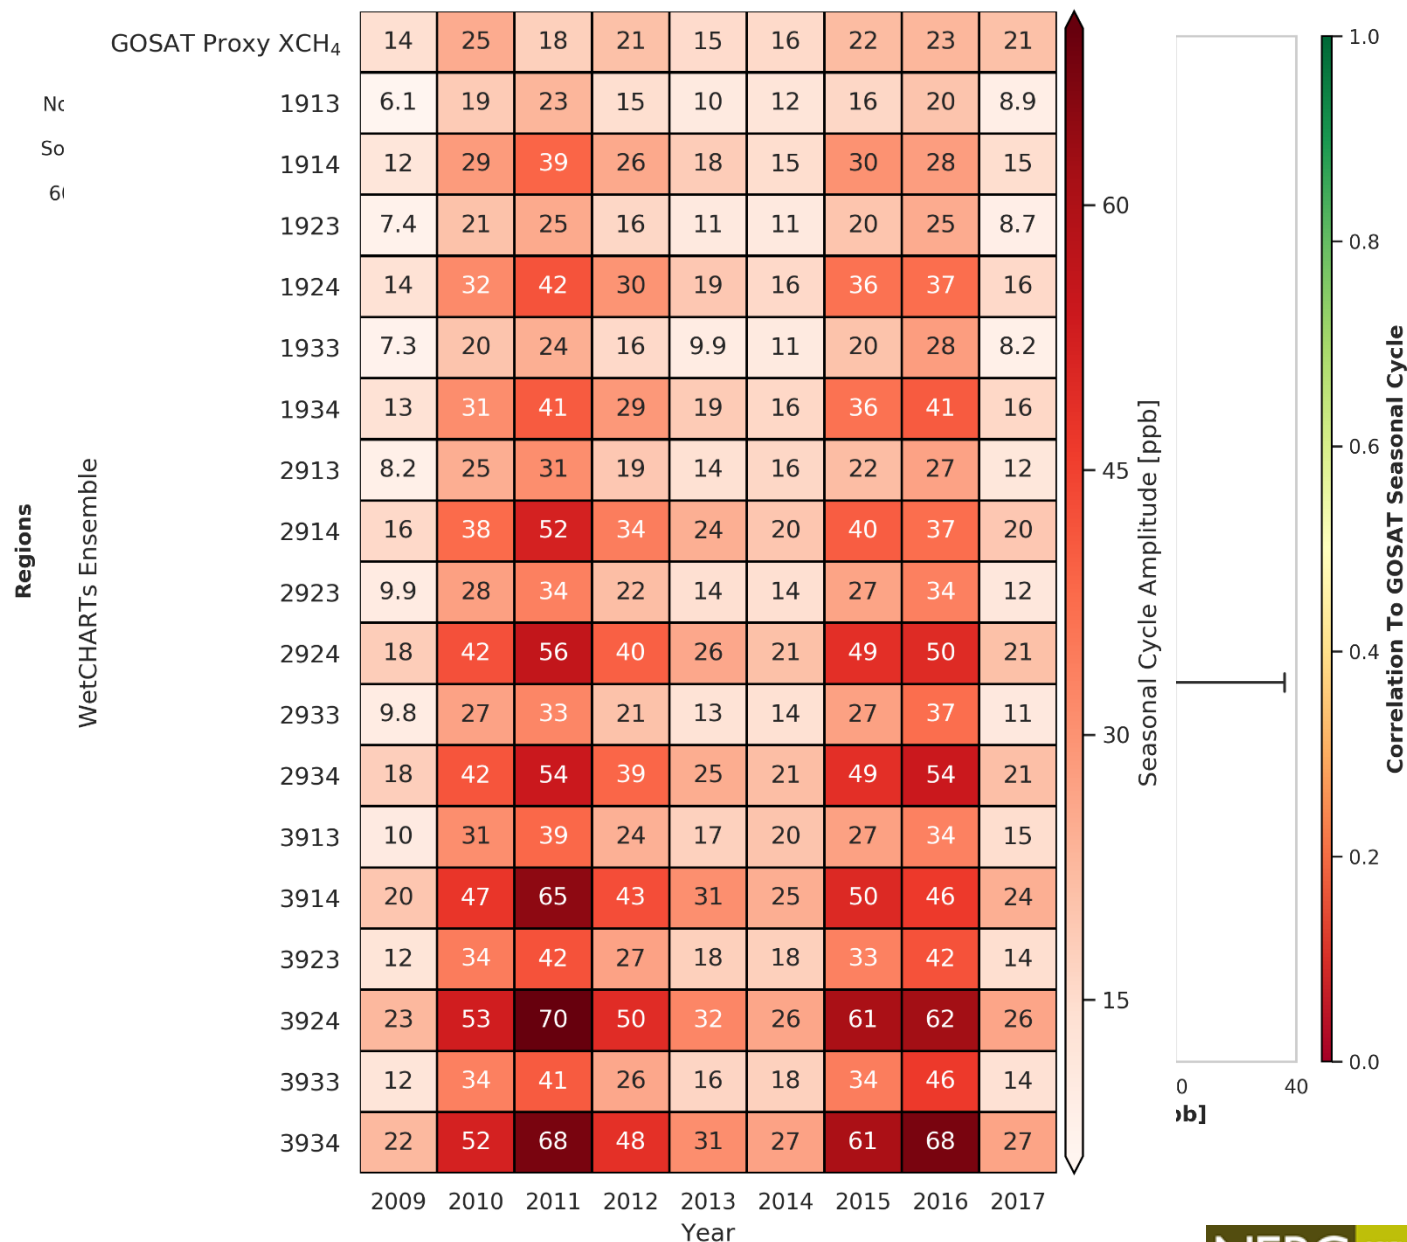 GOSAT Proxy XCH₄ 14 25 18 21 15 16 22 23 21
1913 6.1 19 23 15 10 12 16 20 8.9
1914 12 29 39 26 18 15 30 28 15
1923 7.4 21 25 16 11 11 20 25 8.7
1924 14 32 42 30 19 16 36 37 16
1933 7.3 20 24 16 9.9 11 20 28 8.2
1934 13 31 41 29 19 16 36 41 16
2913 8.2 25 31 19 14 16 22 27 12
2914 16 38 52 34 24 20 40 37 20
2923 9.9 28 34 22 14 14 27 34 12
2924 18 42 56 40 26 21 49 50 21
2933 9.8 27 33 21 13 14 27 37 11
2934 18 42 54 39 25 21 49 54 21
3913 10 31 39 24 17 20 27 34 15
3914 20 47 65 43 31 25 50 46 24
3923 12 34 42 27 18 18 33 42 14
3924 23 53 70 50 32 26 61 62 26
3933 12 34 41 26 16 18 34 46 14
3934 22 52 68 48 31 27 61 68 27
2009 2010 2011 2012 2013 2014 2015 2016 2017
Year
WetCHARTs Ensemble
Regions
No
So
60
60
45
30
15
Seasonal Cycle Amplitude [ppb]
0 40
pb]
1.0
0.8
0.6
0.4
0.2
0.0
Correlation To GOSAT Seasonal Cycle